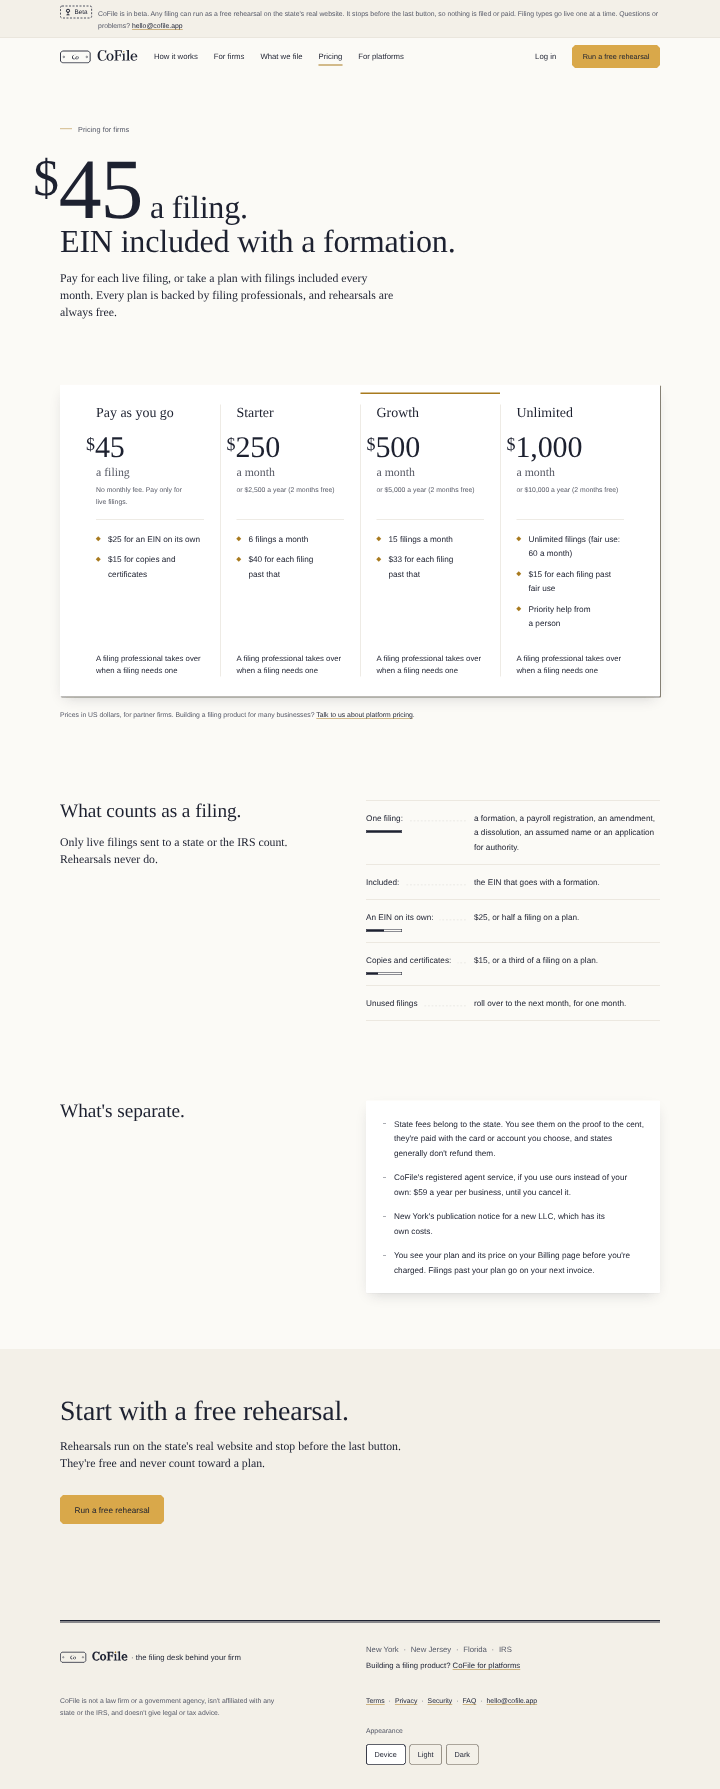 Beta
CoFile is in beta. Any filing can run as a free rehearsal on the state's real website. It stops before the last button, so nothing is filed or paid. Filing types go live one at a time. Questions or
problems? hello@cofile.app
Co CoFile
How it works
For firms
What we file
Pricing
For platforms
Log in
Run a free rehearsal
Pricing for firms
$45 a filing.
EIN included with a formation.
Pay for each live filing, or take a plan with filings included every
month. Every plan is backed by filing professionals, and rehearsals are
always free.
Pay as you go
$45
a filing
No monthly fee. Pay only for
live filings.
$25 for an EIN on its own
$15 for copies and
certificates
A filing professional takes over
when a filing needs one
Starter
$250
a month
or $2,500 a year (2 months free)
6 filings a month
$40 for each filing
past that
A filing professional takes over
when a filing needs one
Growth
$500
a month
or $5,000 a year (2 months free)
15 filings a month
$33 for each filing
past that
A filing professional takes over
when a filing needs one
Unlimited
$1,000
a month
or $10,000 a year (2 months free)
Unlimited filings (fair use:
60 a month)
$15 for each filing past
fair use
Priority help from
a person
A filing professional takes over
when a filing needs one
Prices in US dollars, for partner firms. Building a filing product for many businesses? Talk to us about platform pricing.
What counts as a filing.
Only live filings sent to a state or the IRS count.
Rehearsals never do.
One filing: a formation, a payroll registration, an amendment,
a dissolution, an assumed name or an application
for authority.
Included: the EIN that goes with a formation.
An EIN on its own: $25, or half a filing on a plan.
Copies and certificates: $15, or a third of a filing on a plan.
Unused filings roll over to the next month, for one month.
What's separate.
– State fees belong to the state. You see them on the proof to the cent,
they're paid with the card or account you choose, and states
generally don't refund them.
– CoFile's registered agent service, if you use ours instead of your
own: $59 a year per business, until you cancel it.
– New York's publication notice for a new LLC, which has its
own costs.
– You see your plan and its price on your Billing page before you're
charged. Filings past your plan go on your next invoice.
Start with a free rehearsal.
Rehearsals run on the state's real website and stop before the last button.
They're free and never count toward a plan.
Run a free rehearsal
Co CoFile · the filing desk behind your firm
CoFile is not a law firm or a government agency, isn't affiliated with any
state or the IRS, and doesn't give legal or tax advice.
New York · New Jersey · Florida · IRS
Building a filing product? CoFile for platforms
Terms · Privacy · Security · FAQ · hello@cofile.app
Appearance
Device
Light
Dark